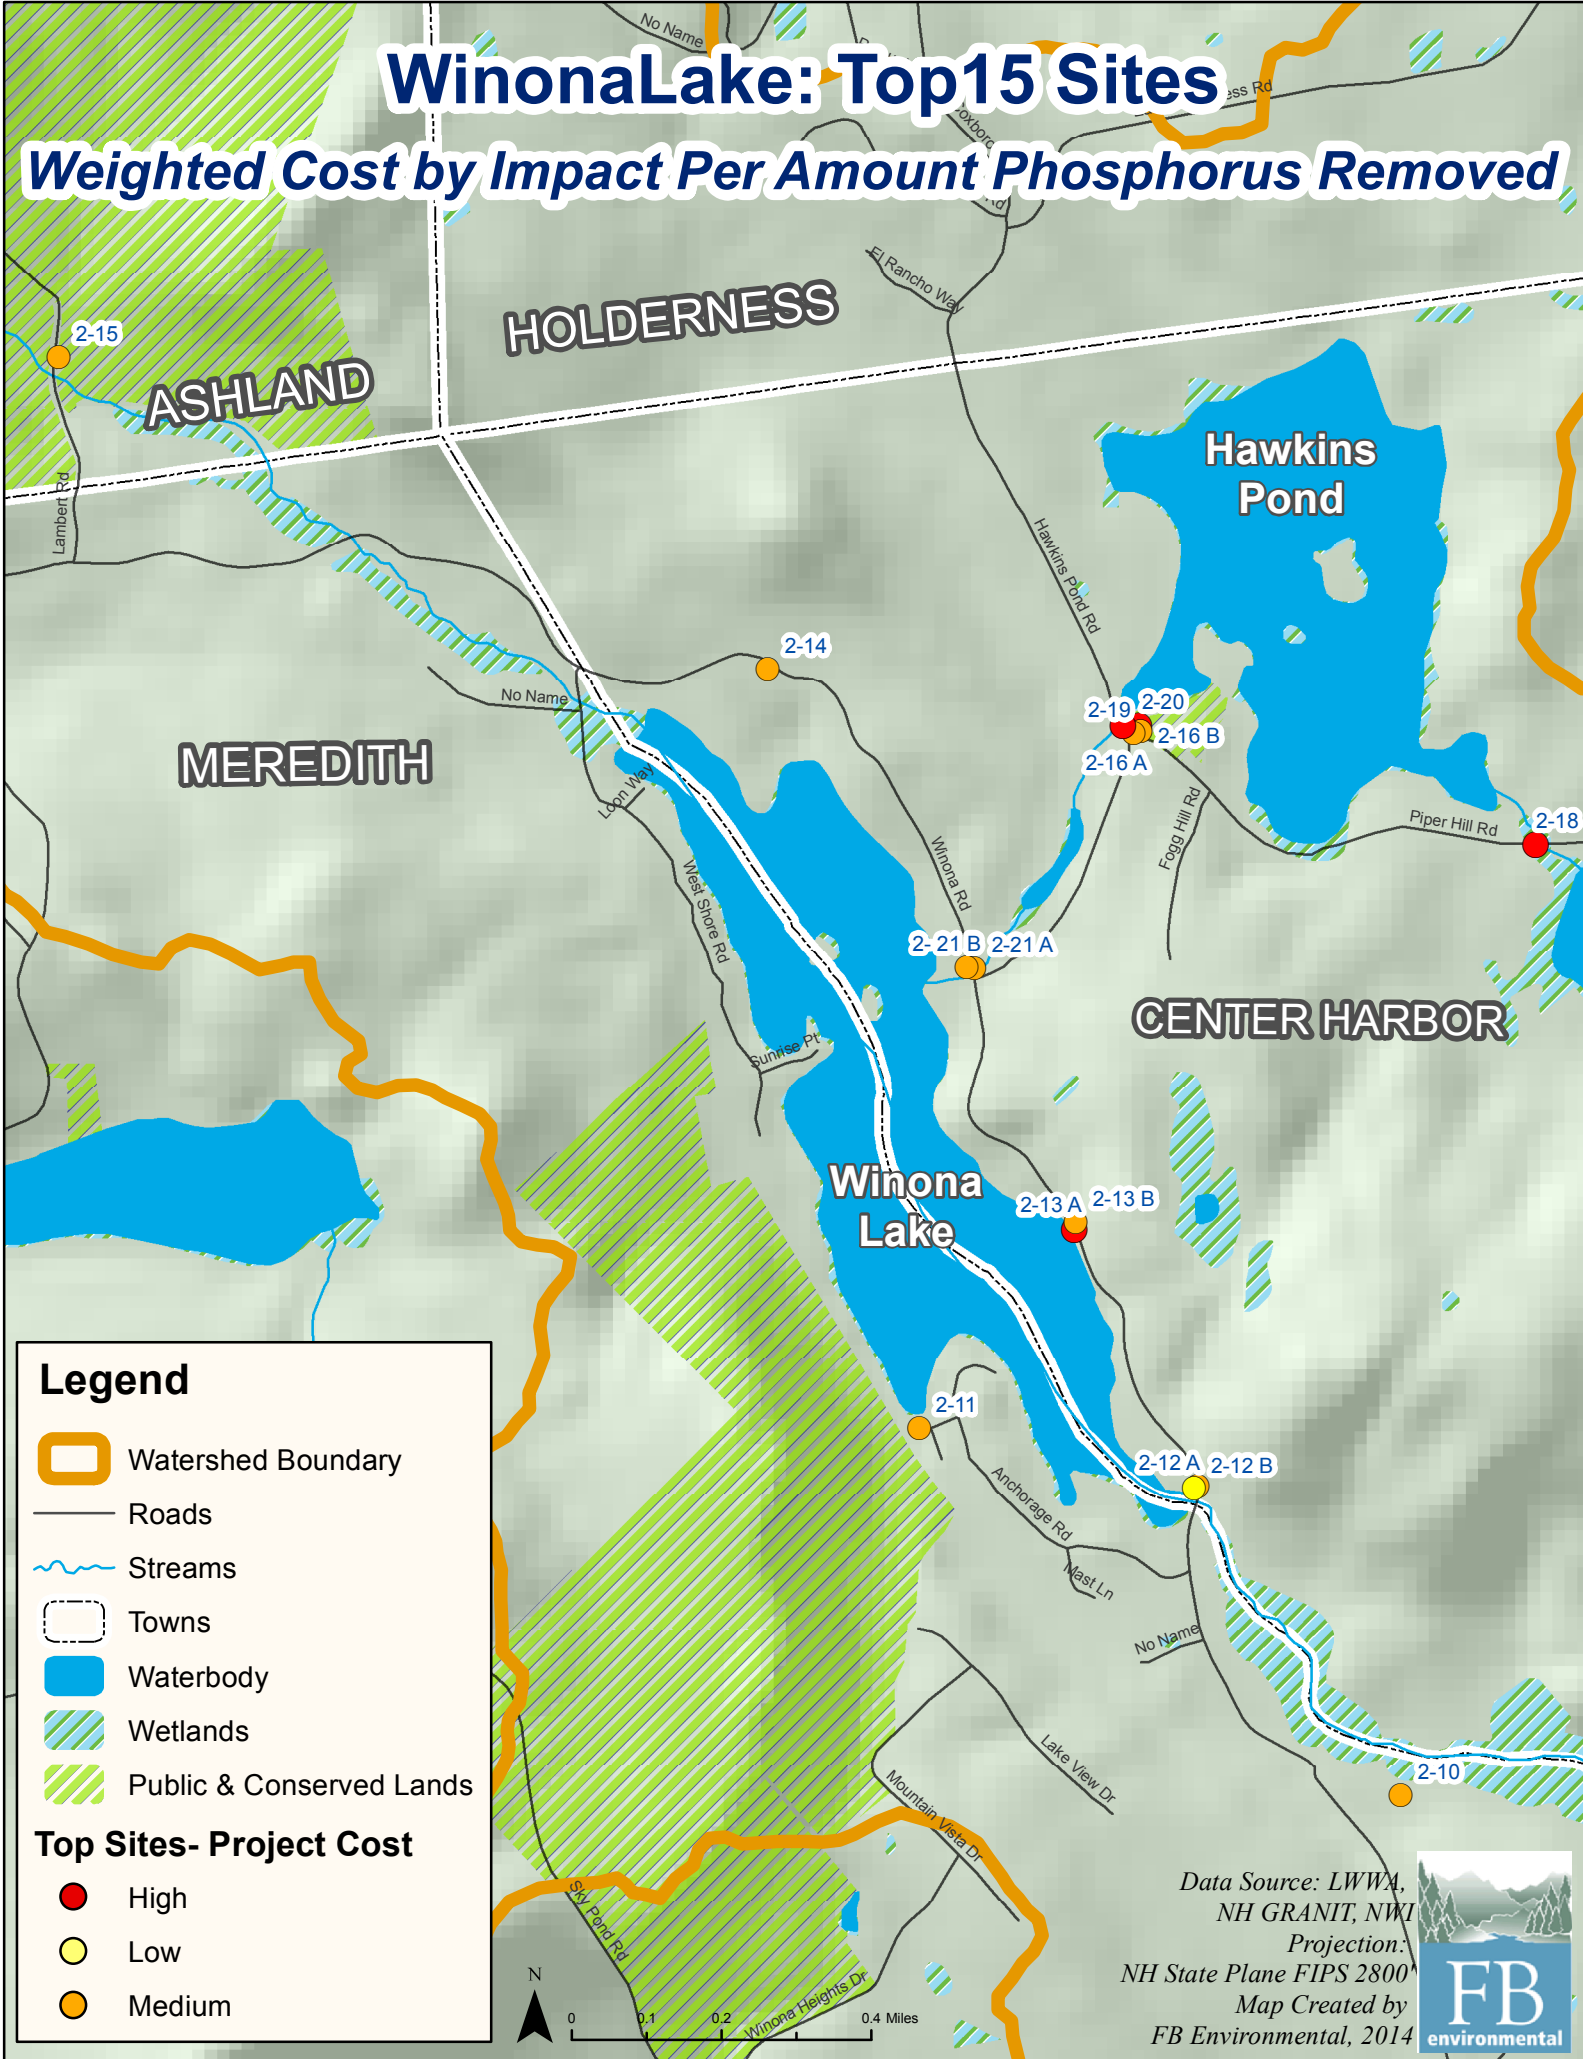 WinonaLake: Top15 Sites
Weighted Cost by Impact Per Amount Phosphorus Removed
No Name
ess Rd
Rd
El Rancho Way
HOLDERNESS
2-15
ASHLAND
Lambert Rd
Hawkins
Pond
Hawkins Pond Rd
2-14
No Name
MEREDITH
2-19
2-20
2-16 B
2-16 A
Loon Way
Fogg Hill Rd
Piper Hill Rd
2-18
Winona Rd
West Shore Rd
2- 21 B
2-21 A
CENTER HARBOR
Sunrise Pt
Winona
Lake
2-13 A
2-13 B
2-11
2-12 A
2-12 B
Anchorage Rd
Mast Ln
No Name
Lake View Dr
2-10
Mountain Vista Dr
Sky Pond Rd
Winona Heights Dr
Legend
Watershed Boundary
Roads
Streams
Towns
Waterbody
Wetlands
Public & Conserved Lands
Top Sites- Project Cost
High
Low
Medium
N
0 0.1 0.2 0.4 Miles
Data Source: LWWA,
NH GRANIT, NWI
Projection:
NH State Plane FIPS 2800'
Map Created by
FB Environmental, 2014
FB
environmental